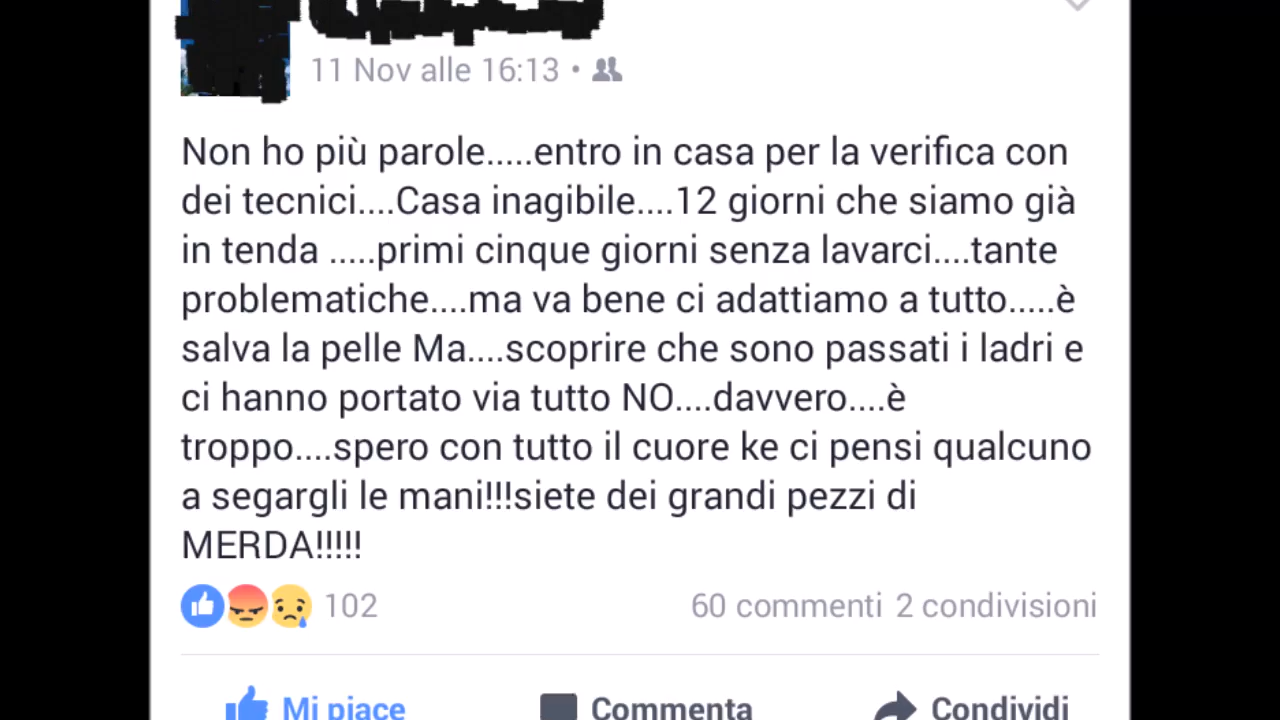 11 Nov alle 16:13 •
Non ho più parole.....entro in casa per la verifica con
dei tecnici....Casa inagibile....12 giorni che siamo già
in tenda .....primi cinque giorni senza lavarci....tante
problematiche....ma va bene ci adattiamo a tutto.....è
salva la pelle Ma....scoprire che sono passati i ladri e
ci hanno portato via tutto NO....davvero....è
troppo....spero con tutto il cuore ke ci pensi qualcuno
a segargli le mani!!!siete dei grandi pezzi di
MERDA!!!!!
102 60 commenti 2 condivisioni
Mi piace Commenta Condividi